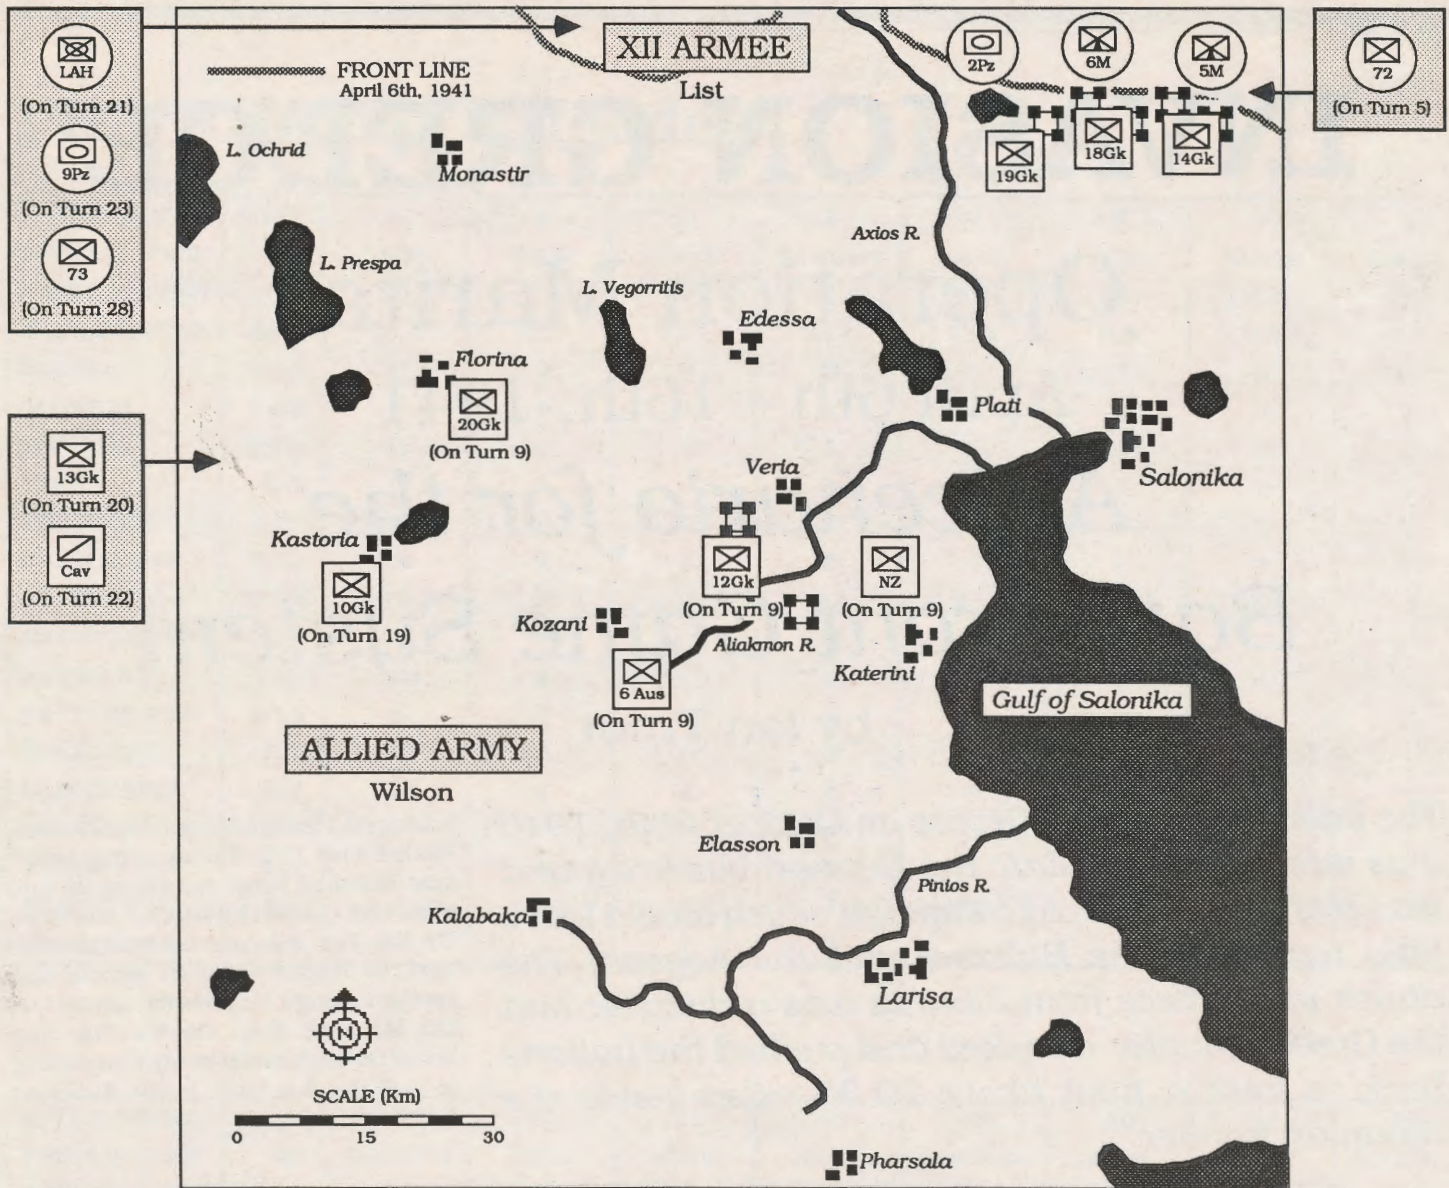 LAH
(On Turn 21)
9Pz
(On Turn 23)
73
(On Turn 28)
13Gk
(On Turn 20)
Cav
(On Turn 22)
XII ARMEE
List
FRONT LINE
April 6th, 1941
2Pz
6M
5M
72
(On Turn 5)
19Gk
18Gk
14Gk
L. Ochrid
Monastir
Axios R.
L. Prespa
L. Vegorritis
Edessa
Florina
20Gk
(On Turn 9)
Plati
Salonika
Veria
Kastoria
10Gk
(On Turn 19)
12Gk
(On Turn 9)
NZ
(On Turn 9)
Kozani
Aliakmon R.
Katerini
6 Aus
(On Turn 9)
Gulf of Salonika
ALLIED ARMY
Wilson
Elasson
Pinios R.
Kalabaka
Larisa
N
SCALE (Km)
0 15 30
Pharsala